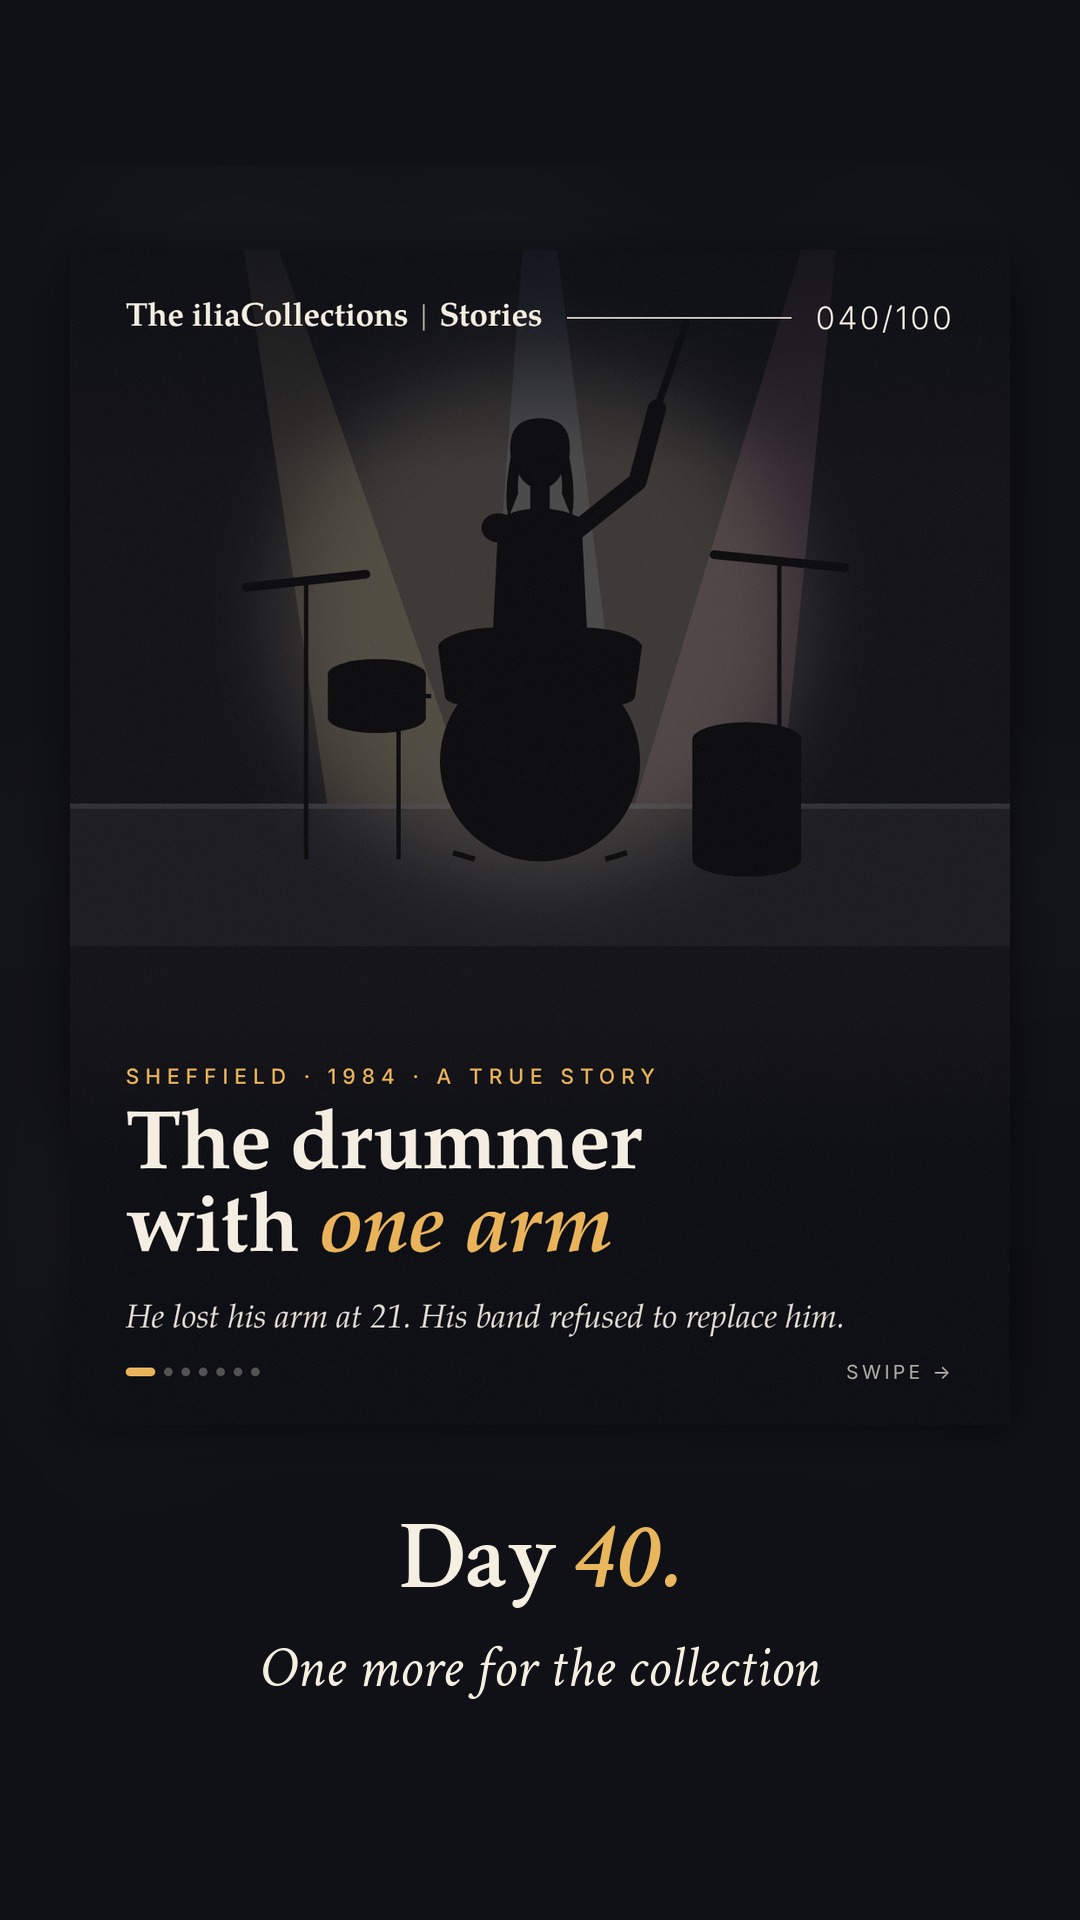 The iliaCollections | Stories 040/100
SHEFFIELD · 1984 · A TRUE STORY
The drummer
with one arm
He lost his arm at 21. His band refused to replace him.
SWIPE →
Day 40.
One more for the collection